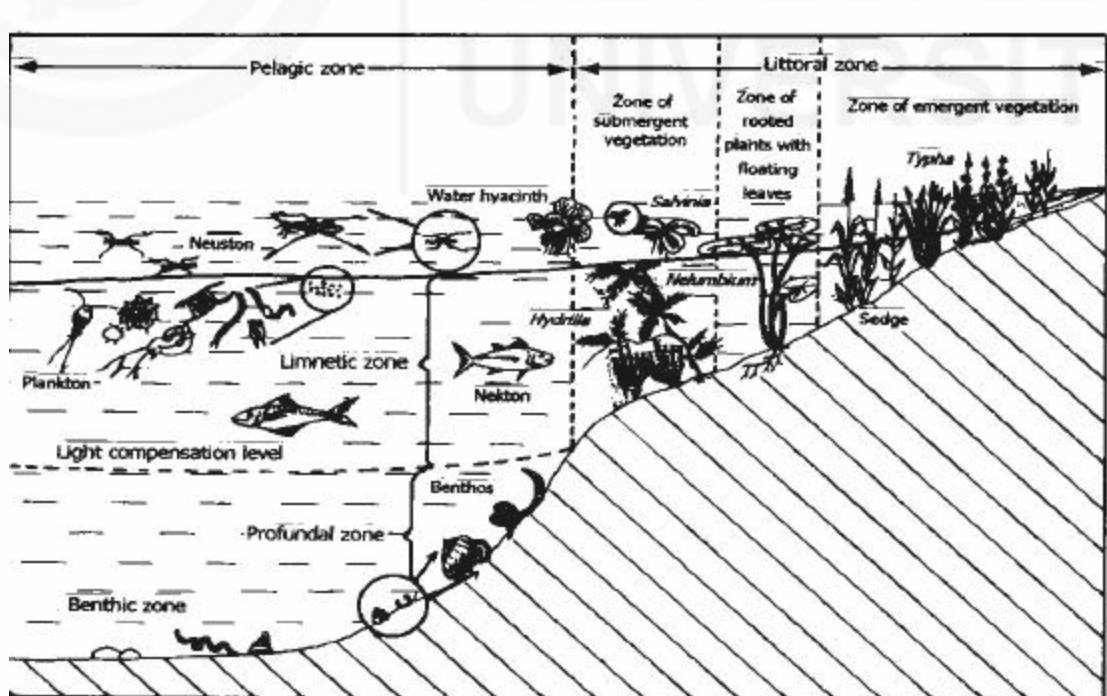 UNIVERSIT
Pelagic zone
Littoral zone
Zone of
submergent
vegetation
Zone of
rooted
plants with
floating
leaves
Zone of emergent vegetation
Typha
Water hyacinth
Salvinia
Neuston
Nelumbium
Hydrilla
Sedge
Limnetic zone
Plankton
Nekton
Light compensation level
Benthos
Profundal zone
Benthic zone